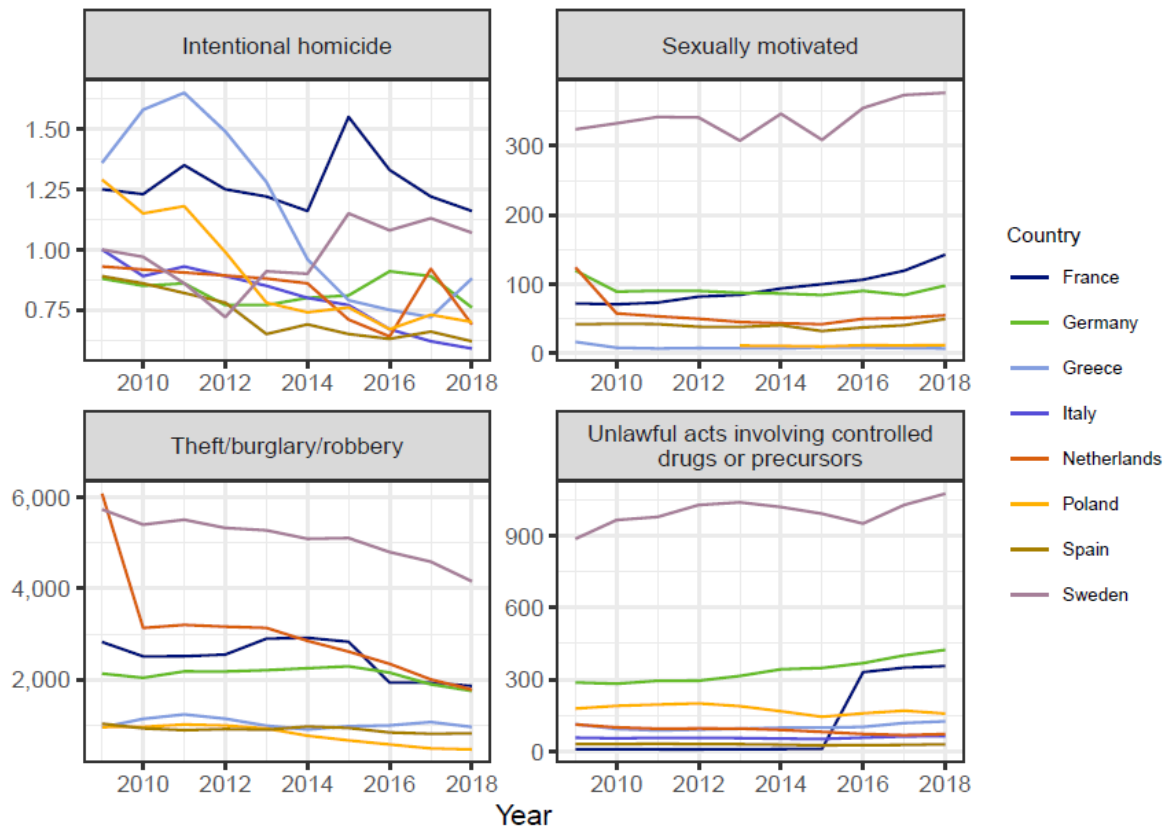 Intentional homicide
Sexually motivated
1.50
1.25
1.00
0.75
300
200
100
0
2010 2012 2014 2016 2018
2010 2012 2014 2016 2018
Theft/burglary/robbery
Unlawful acts involving controlled
drugs or precursors
6,000
4,000
2,000
900
600
300
0
2010 2012 2014 2016 2018
2010 2012 2014 2016 2018
Year
Country
France
Germany
Greece
Italy
Netherlands
Poland
Spain
Sweden